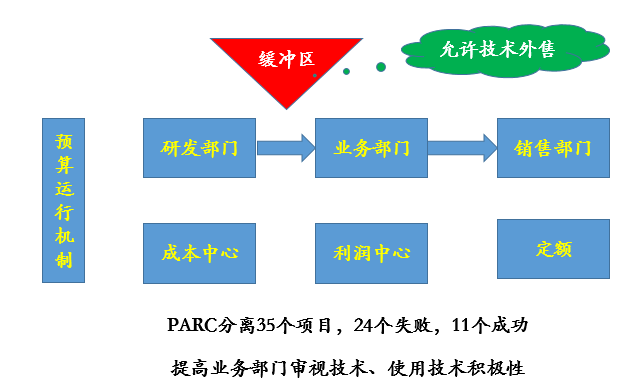 缓冲区
允许技术外售
预算运行机制
研发部门
业务部门
销售部门
成本中心
利润中心
定额
PARC分离35个项目，24个失败，11个成功
提高业务部门审视技术、使用技术积极性